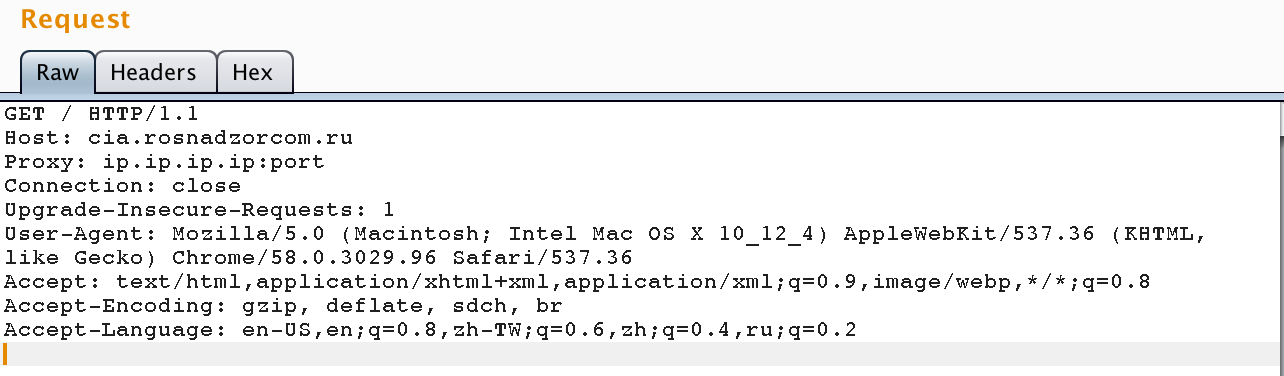 Request
Raw Headers Hex
GET / HTTP/1.1
Host: cia.rosnadzorcom.ru
Proxy: ip.ip.ip.ip:port
Connection: close
Upgrade-Insecure-Requests: 1
User-Agent: Mozilla/5.0 (Macintosh; Intel Mac OS X 10_12_4) AppleWebKit/537.36 (KHTML,
like Gecko) Chrome/58.0.3029.96 Safari/537.36
Accept: text/html,application/xhtml+xml,application/xml;q=0.9,image/webp,*/*;q=0.8
Accept-Encoding: gzip, deflate, sdch, br
Accept-Language: en-US,en;q=0.8,zh-TW;q=0.6,zh;q=0.4,ru;q=0.2